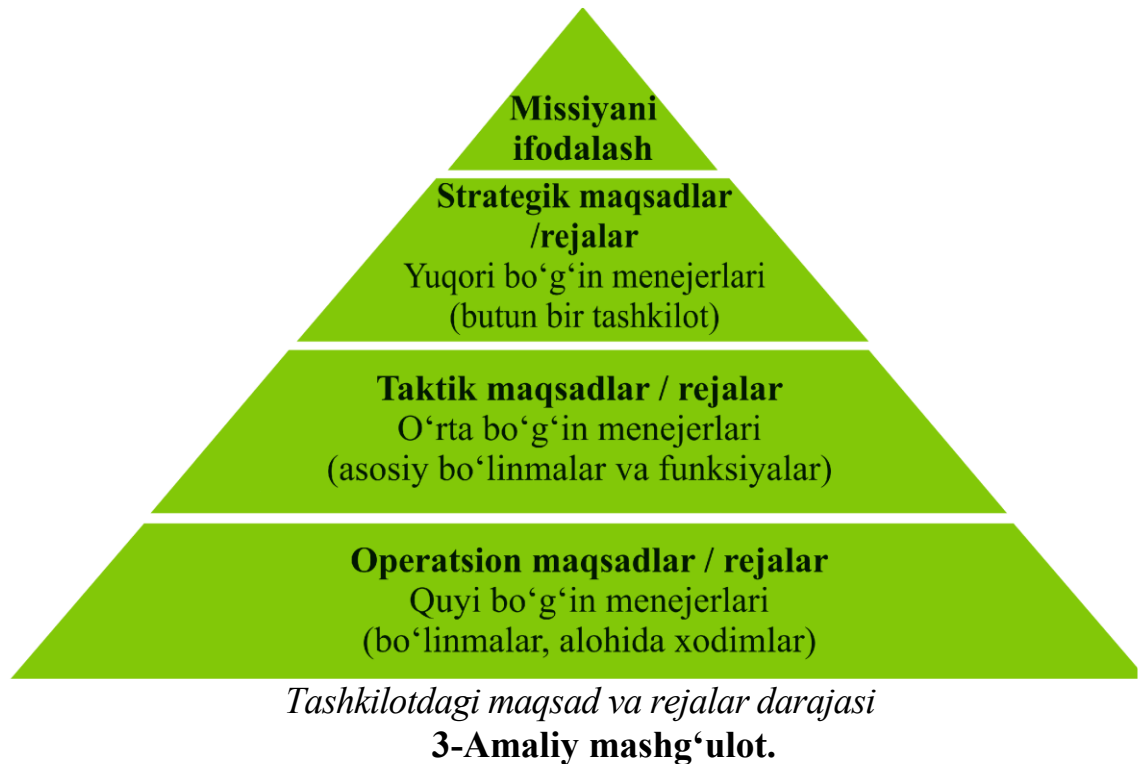 Missiyani
ifodalash
Strategik maqsadlar
/rejalar
Yuqori bo‘g‘in menejerlari
(butun bir tashkilot)
Taktik maqsadlar / rejalar
O‘rta bo‘g‘in menejerlari
(asosiy bo‘linmalar va funksiyalar)
Operatsion maqsadlar / rejalar
Quyi bo‘g‘in menejerlari
(bo‘linmalar, alohida xodimlar)
Tashkilotdagi maqsad va rejalar darajasi
3-Amaliy mashg‘ulot.